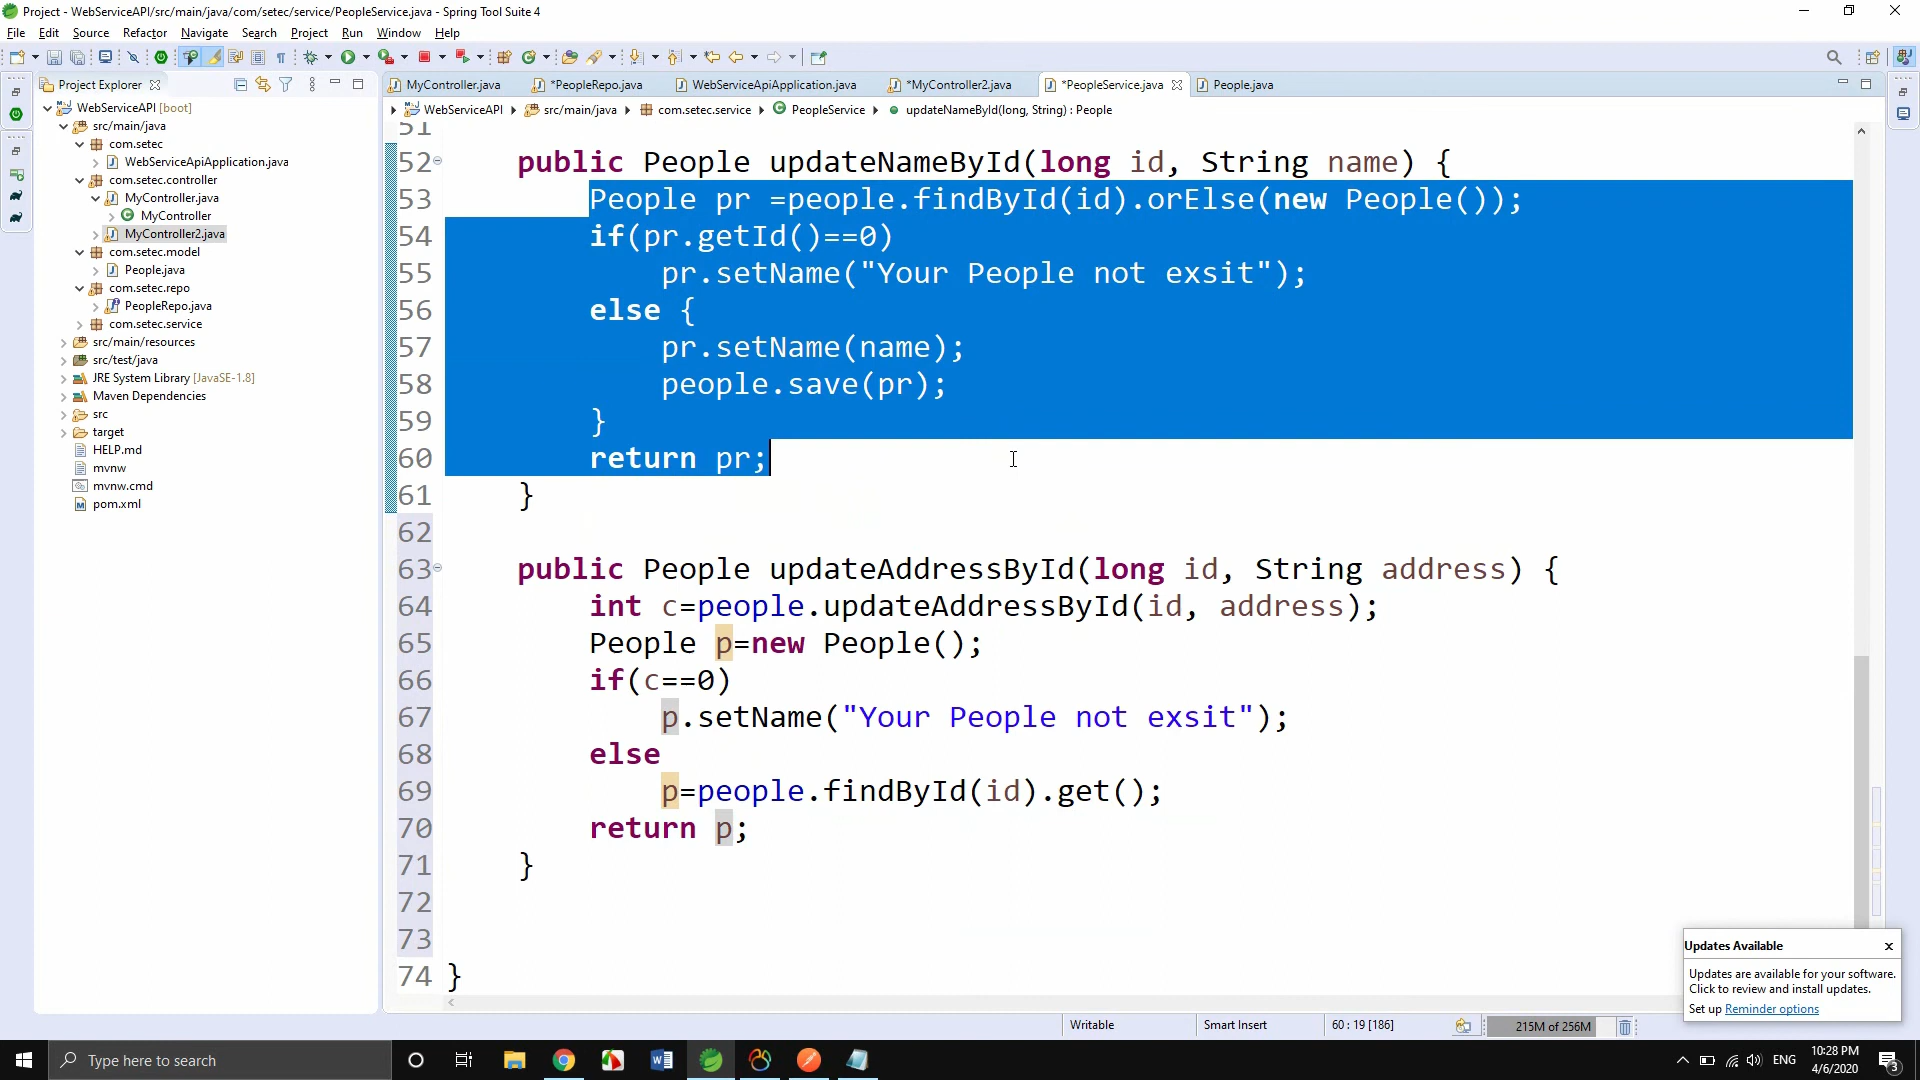 Project - WebServiceAPI/src/main/java/com/setec/service/PeopleService.java - Spring Tool Suite 4
File Edit Source Refactor Navigate Search Project Run Window Help
Project Explorer
WebServiceAPI [boot]
src/main/java
com.setec
WebServiceApiApplication.java
com.setec.controller
MyController.java
MyController
MyController2.java
com.setec.model
People.java
com.setec.repo
PeopleRepo.java
com.setec.service
src/main/resources
src/test/java
JRE System Library [JavaSE-1.8]
Maven Dependencies
src
target
HELP.md
mvnw
mvnw.cmd
pom.xml
MyController.java *PeopleRepo.java WebServiceApiApplication.java *MyController2.java *PeopleService.java People.java
WebServiceAPI src/main/java com.setec.service PeopleService updateNameById(long, String) : People
51
52 public People updateNameById(long id, String name) {
53 People pr =people.findById(id).orElse(new People());
54 if(pr.getId()==0)
55 pr.setName("Your People not exsit");
56 else {
57 pr.setName(name);
58 people.save(pr);
59 }
60 return pr;
61 }
62
63 public People updateAddressById(long id, String address) {
64 int c=people.updateAddressById(id, address);
65 People p=new People();
66 if(c==0)
67 p.setName("Your People not exsit");
68 else
69 p=people.findById(id).get();
70 return p;
71 }
72
73
74 }
Updates Available
Updates are available for your software.
Click to review and install updates.
Set up Reminder options
Writable Smart Insert 60 : 19 [186] 215M of 256M
Type here to search
ENG
10:28 PM
4/6/2020
3